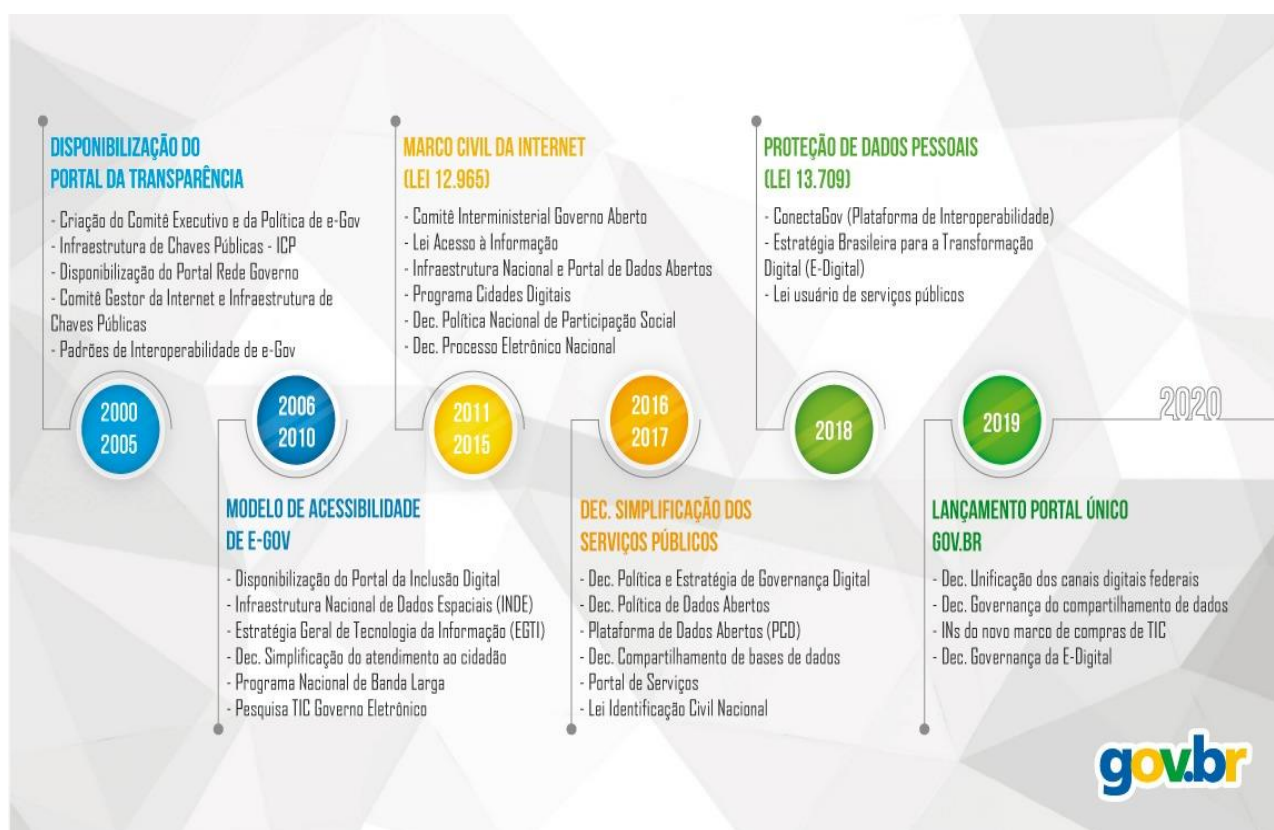 DISPONIBILIZAÇÃO DO
PORTAL DA TRANSPARÊNCIA
- Criação do Comitê Executivo e da Política de e-Gov
- Infraestrutura de Chaves Públicas - ICP
- Disponibilização do Portal Rede Governo
- Comitê Gestor da Internet e Infraestrutura de
Chaves Públicas
- Padrões de Interoperabilidade de e-Gov
MARCO CIVIL DA INTERNET
(LEI 12.965)
- Comitê Interministerial Governo Aberto
- Lei Acesso à Informação
- Infraestrutura Nacional e Portal de Dados Abertos
- Programa Cidades Digitais
- Dec. Política Nacional de Participação Social
- Dec. Processo Eletrônico Nacional
PROTEÇÃO DE DADOS PESSOAIS
(LEI 13.709)
- ConectaGov (Plataforma de Interoperabilidade)
- Estratégia Brasileira para a Transformação
Digital (E-Digital)
- Lei usuário de serviços públicos
2000
2005
2006
2010
2011
2015
2016
2017
2018
2019
2020
MODELO DE ACESSIBILIDADE
DE E-GOV
- Disponibilização do Portal da Inclusão Digital
- Infraestrutura Nacional de Dados Espaciais (INDE)
- Estratégia Geral de Tecnologia da Informação (EGTI)
- Dec. Simplificação do atendimento ao cidadão
- Programa Nacional de Banda Larga
- Pesquisa TIC Governo Eletrônico
DEC. SIMPLIFICAÇÃO DOS
SERVIÇOS PÚBLICOS
- Dec. Política e Estratégia de Governança Digital
- Dec. Política de Dados Abertos
- Plataforma de Dados Abertos (PCD)
- Dec. Compartilhamento de bases de dados
- Portal de Serviços
- Lei Identificação Civil Nacional
LANÇAMENTO PORTAL ÚNICO
GOV.BR
- Dec. Unificação dos canais digitais federais
- Dec. Governança do compartilhamento de dados
- INs do novo marco de compras de TIC
- Dec. Governança da E-Digital
gov.br